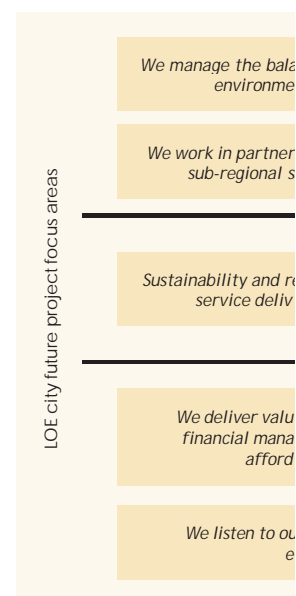 LOE city future project focus areas
We manage the bala
environme
We work in partner
sub-regional s
Sustainability and re
service deliv
We deliver valu
financial mana
afford
We listen to ou
e